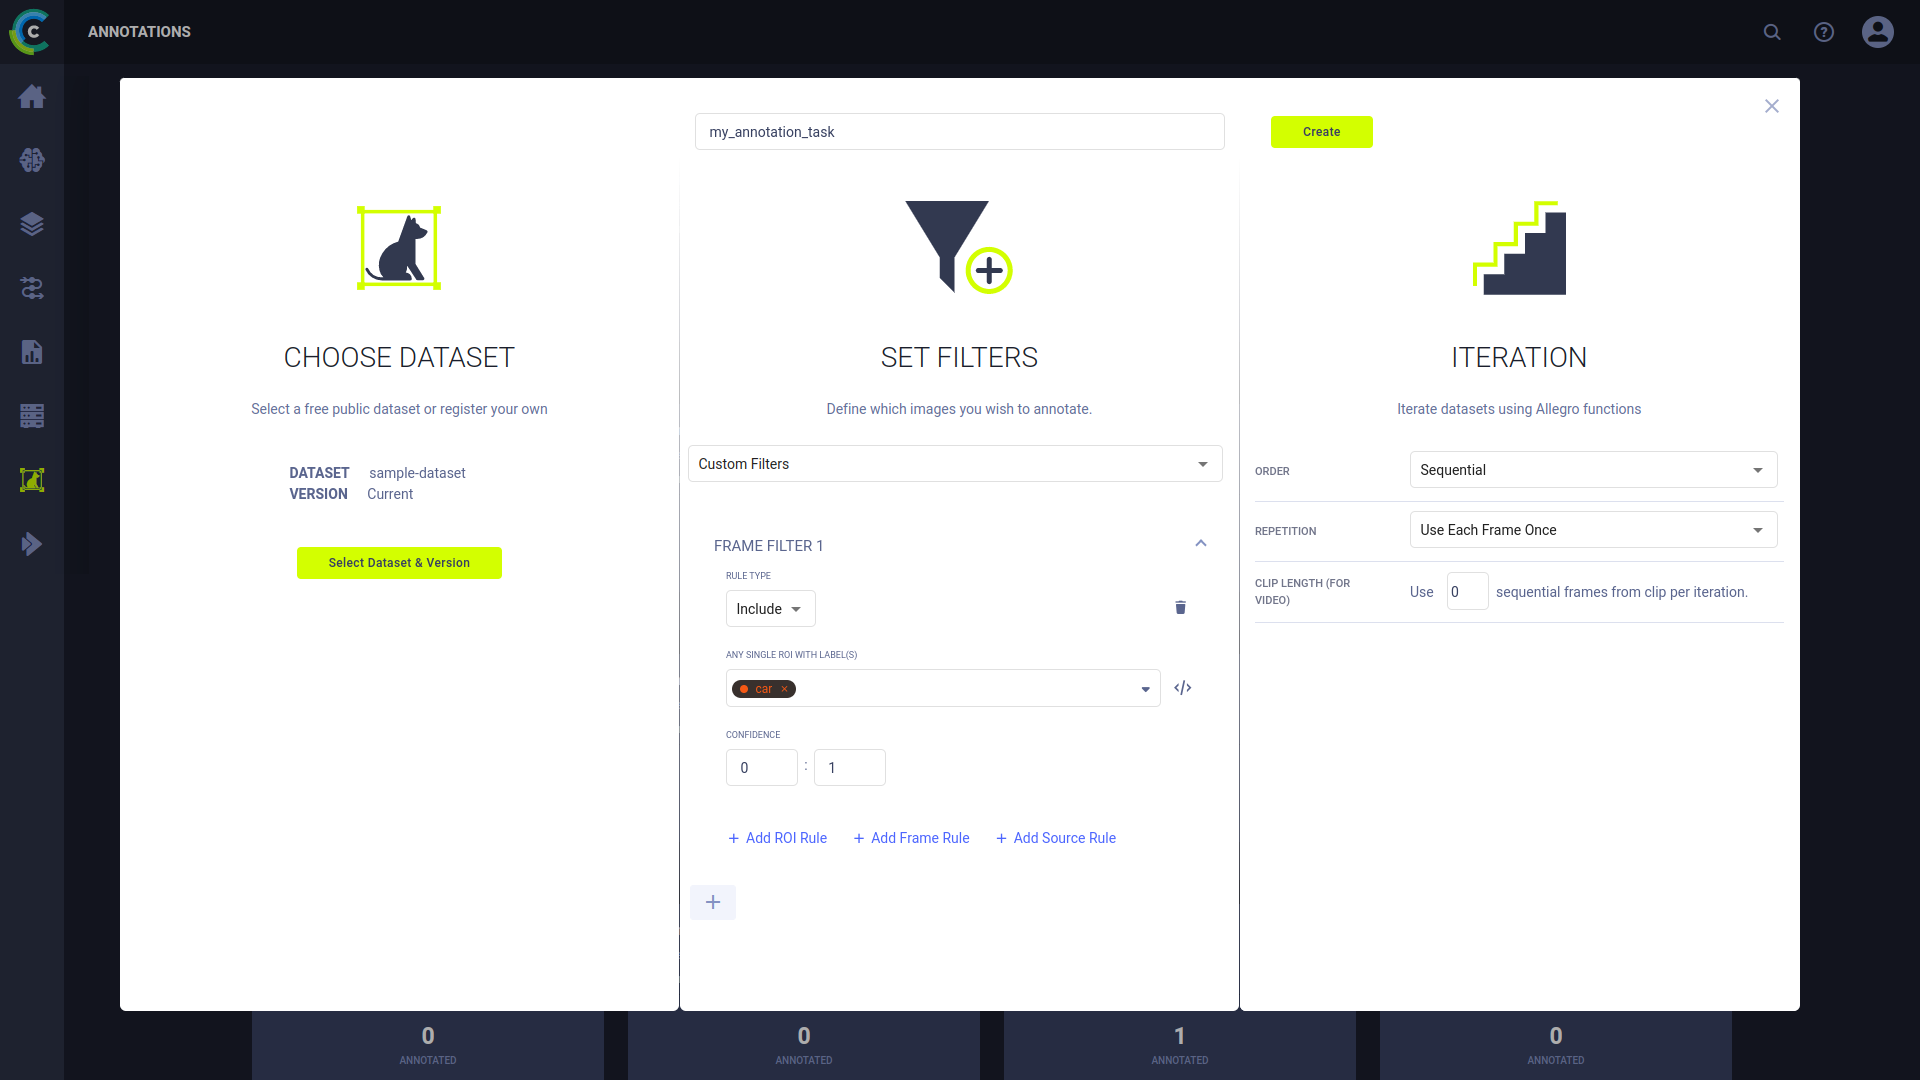 C
ANNOTATIONS
?
my_annotation_task
Create
CHOOSE DATASET
Select a free public dataset or register your own
DATASET sample-dataset
VERSION Current
Select Dataset & Version
SET FILTERS
Define which images you wish to annotate.
Custom Filters
FRAME FILTER 1
RULE TYPE
Include
ANY SINGLE ROI WITH LABEL(S)
car ×
</>
CONFIDENCE
0 : 1
+ Add ROI Rule + Add Frame Rule + Add Source Rule
+
ITERATION
Iterate datasets using Allegro functions
ORDER Sequential
REPETITION Use Each Frame Once
CLIP LENGTH (FOR
VIDEO)
Use 0 sequential frames from clip per iteration.
0 0 1 0
ANNOTATED ANNOTATED ANNOTATED ANNOTATED